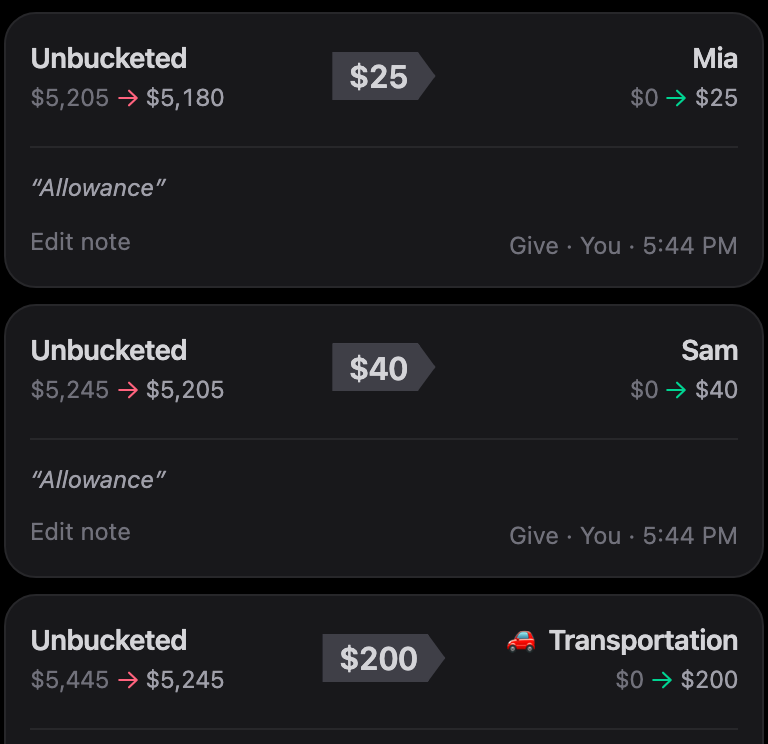 Unbucketed $25 Mia
$5,205 → $5,180 $0 → $25
“Allowance”
Edit note Give · You · 5:44 PM
Unbucketed $40 Sam
$5,245 → $5,205 $0 → $40
“Allowance”
Edit note Give · You · 5:44 PM
Unbucketed $200 🚗 Transportation
$5,445 → $5,245 $0 → $200